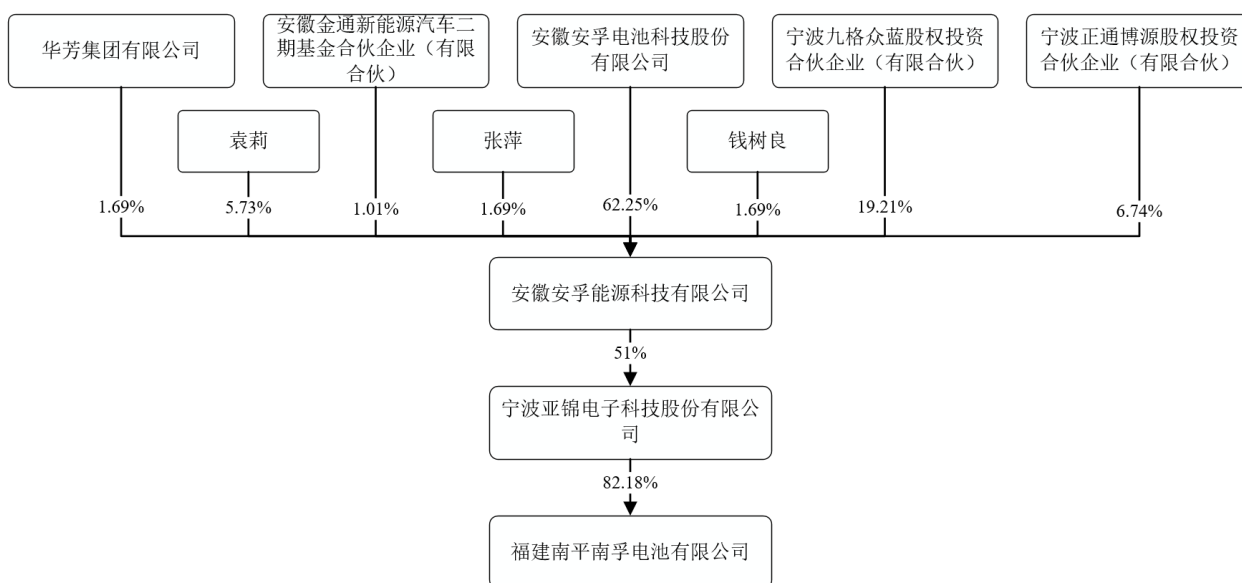 华芳集团有限公司
安徽金通新能源汽车二
期基金合伙企业（有限
合伙）
安徽安孚电池科技股份
有限公司
宁波九格众蓝股权投资
合伙企业（有限合伙）
宁波正通博源股权投资
合伙企业（有限合伙）
袁莉
张萍
钱树良
1.69%
5.73%
1.01%
1.69%
62.25%
1.69%
19.21%
6.74%
安徽安孚能源科技有限公司
51%
宁波亚锦电子科技股份有限公
司
82.18%
福建南平南孚电池有限公司